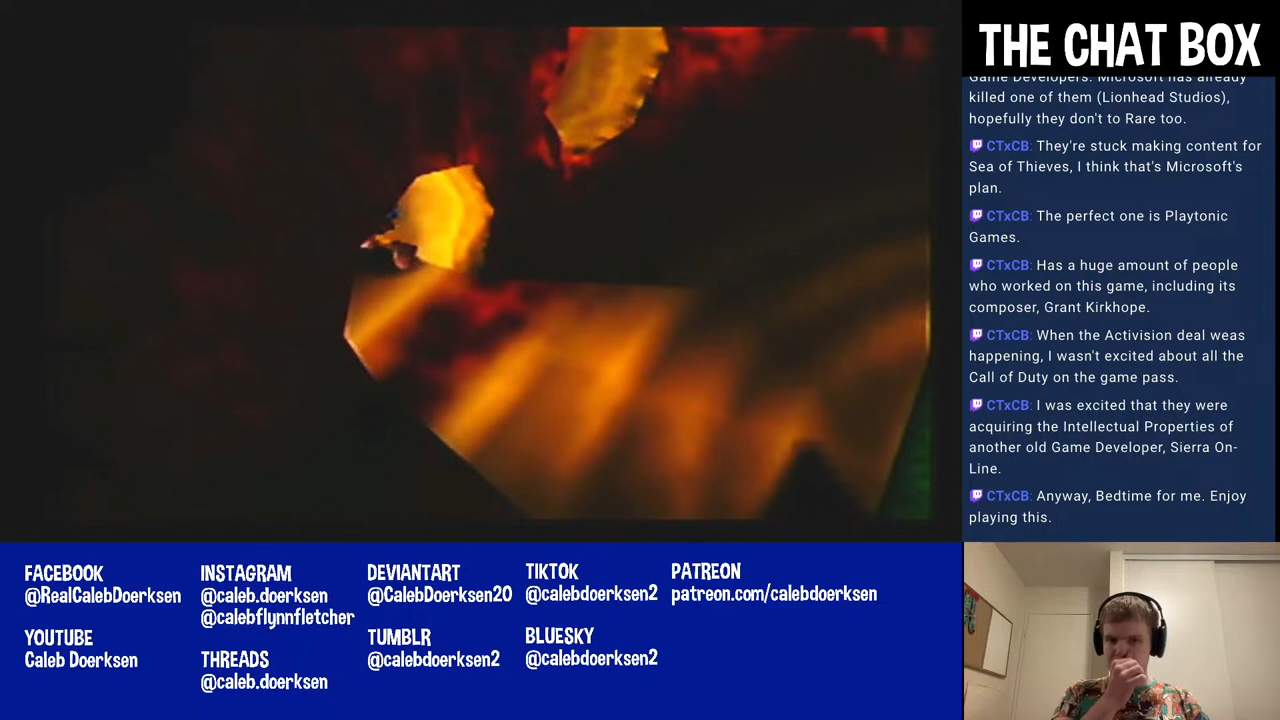 THE CHAT BOX
Game Developers. Microsoft has already
killed one of them (Lionhead Studios),
hopefully they don't to Rare too.
CTxCB: They're stuck making content for
Sea of Thieves, I think that's Microsoft's
plan.
CTxCB: The perfect one is Playtonic
Games.
CTxCB: Has a huge amount of people
who worked on this game, including its
composer, Grant Kirkhope.
CTxCB: When the Activision deal weas
happening, I wasn't excited about all the
Call of Duty on the game pass.
CTxCB: I was excited that they were
acquiring the Intellectual Properties of
another old Game Developer, Sierra On-
Line.
CTxCB: Anyway, Bedtime for me. Enjoy
playing this.
FACEBOOK
@RealCalebDoerksen
YOUTUBE
Caleb Doerksen
INSTAGRAM
@caleb.doerksen
@calebflynnfletcher
THREADS
@caleb.doerksen
DEVIANTART
@CalebDoerksen20
TUMBLR
@calebdoerksen2
TIKTOK
@calebdoerksen2
BLUESKY
@calebdoerksen2
PATREON
patreon.com/calebdoerksen